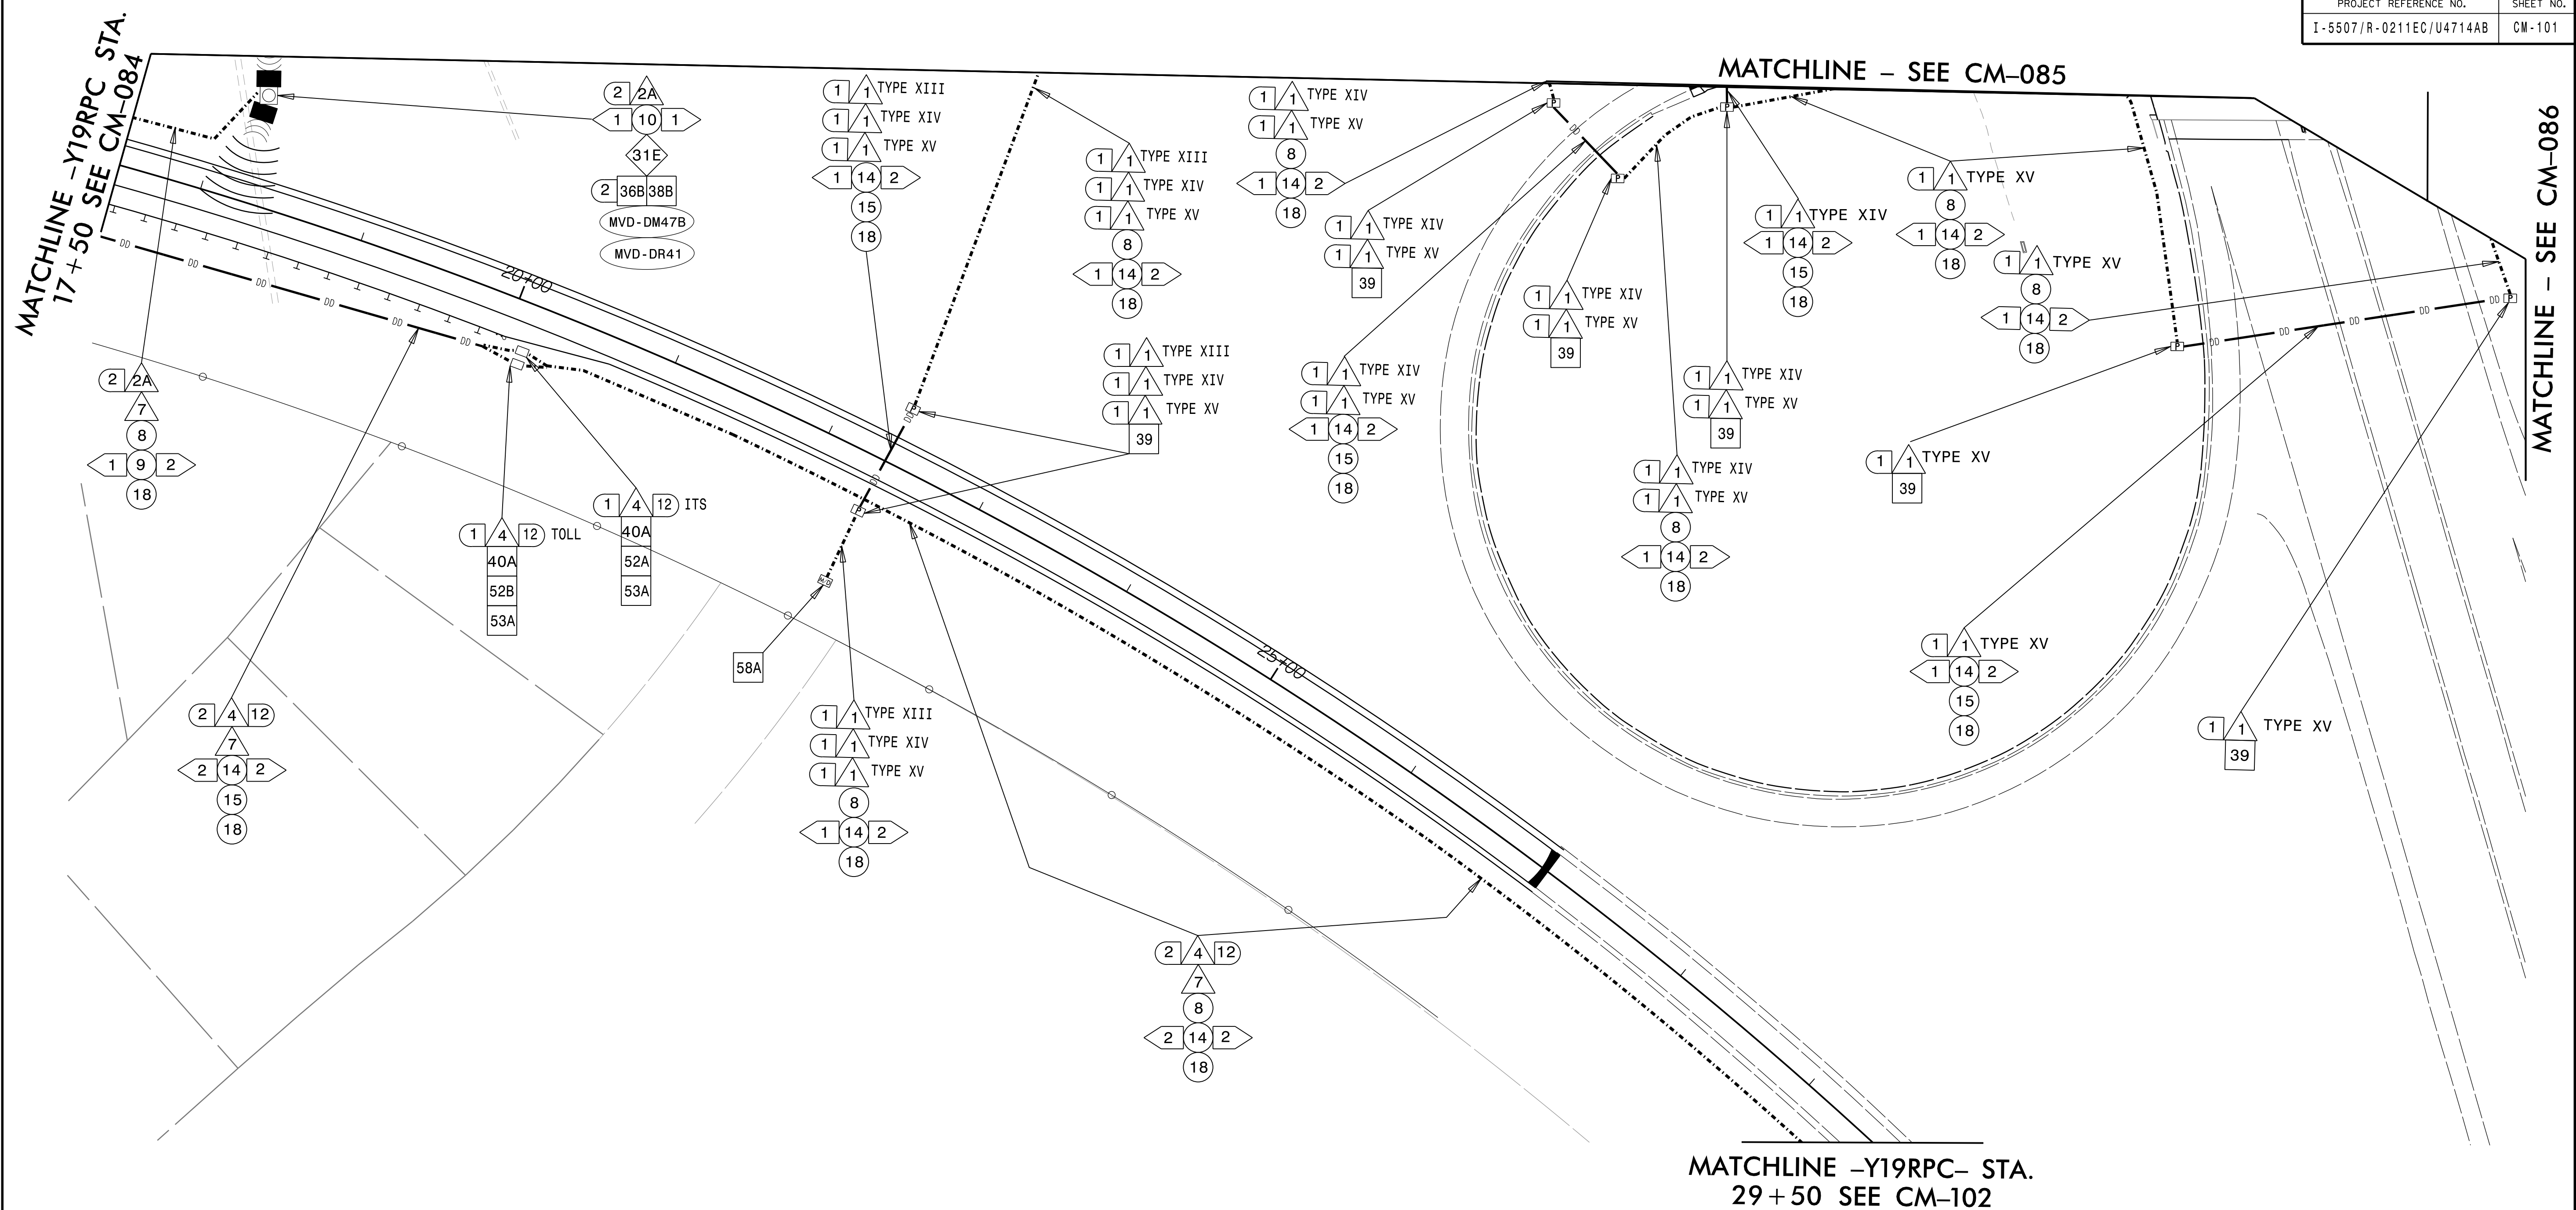 PROJECT REFERENCE NO. SHEET NO.
I-5507/R-0211EC/U4714AB CM-101
MATCHLINE -Y19RPC STA.
17+50 SEE CM-084
MATCHLINE - SEE CM-085
MATCHLINE - SEE CM-086
2 2A
1 10 1
31E
2 36B 38B
MVD-DM47B
MVD-DR41
1 1 TYPE XIII
1 1 TYPE XIV
1 1 TYPE XV
1 14 2
15
18
1 1 TYPE XIII
1 1 TYPE XIV
1 1 TYPE XV
8
1 14 2
18
1 1 TYPE XIII
1 1 TYPE XIV
1 1 TYPE XV
39
1 1 TYPE XIV
1 1 TYPE XV
8
1 14 2
18
1 1 TYPE XIV
1 1 TYPE XV
39
1 1 TYPE XIV
1 1 TYPE XV
1 14 2
15
18
1 1 TYPE XIV
1 1 TYPE XV
39
1 1 TYPE XIV
1 1 TYPE XV
8
1 14 2
18
1 1 TYPE XIV
1 1 TYPE XV
39
1 1 TYPE XIV
1 14 2
15
18
1 1 TYPE XV
8
1 14 2
18
1 1 TYPE XV
8
1 14 2
18
1 1 TYPE XV
39
1 1 TYPE XV
1 14 2
15
18
1 1 TYPE XV
39
2 2A
7
8
1 9 2
18
20+00
25+00
1 4 12 TOLL
40A
52B
53A
1 4 12 ITS
40A
52A
53A
58A
2 4 12
7
2 14 2
15
18
1 1 TYPE XIII
1 1 TYPE XIV
1 1 TYPE XV
8
1 14 2
18
2 4 12
7
8
2 14 2
18
DD DD DD DD DD DD
DD DD
DD
DD DD DD DD
P P P P P P P P
MATCHLINE -Y19RPC- STA.
29+50 SEE CM-102